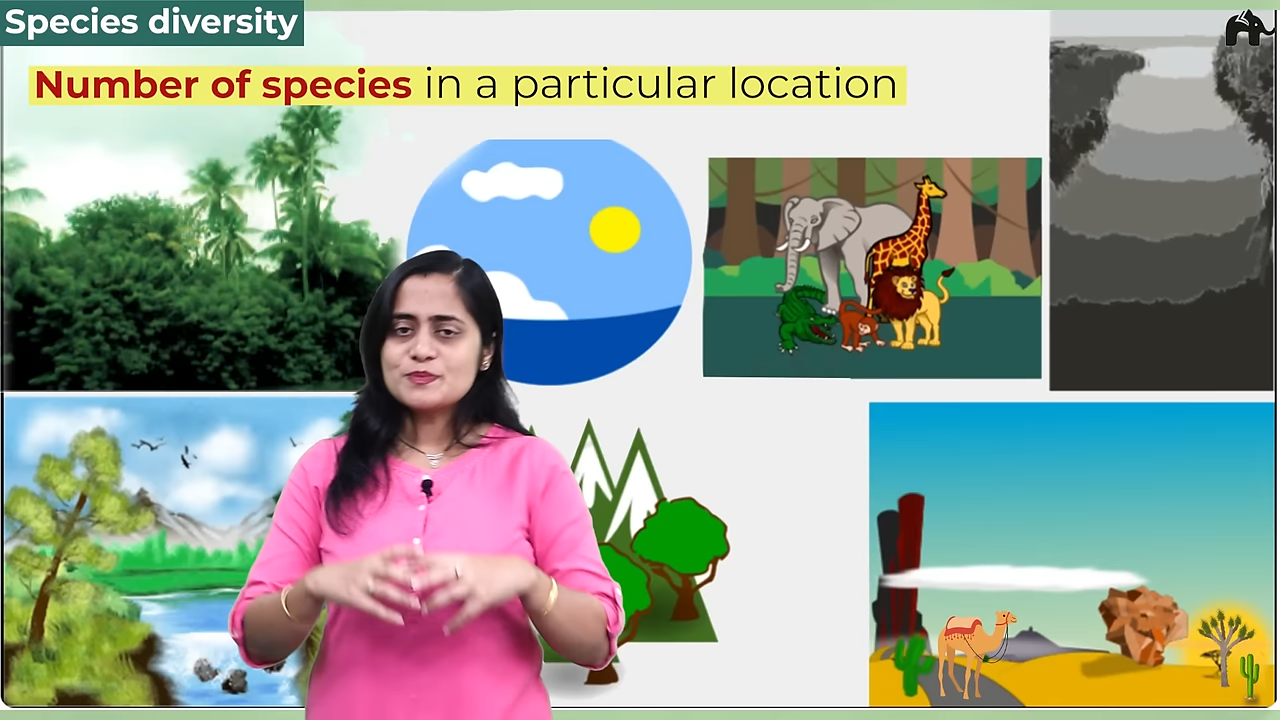 Species diversity
Number of species in a particular location